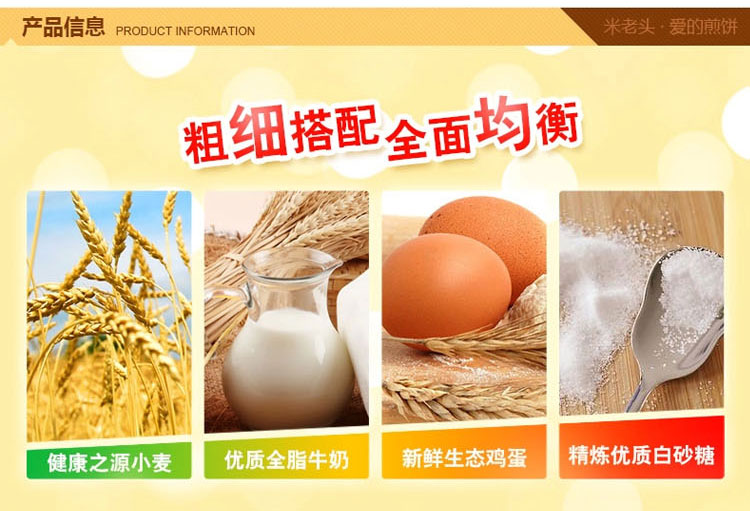 产品信息 PRODUCT INFORMATION
米老头·爱的煎饼
粗细搭配全面均衡
健康之源小麦
优质全脂牛奶
新鲜生态鸡蛋
精炼优质白砂糖